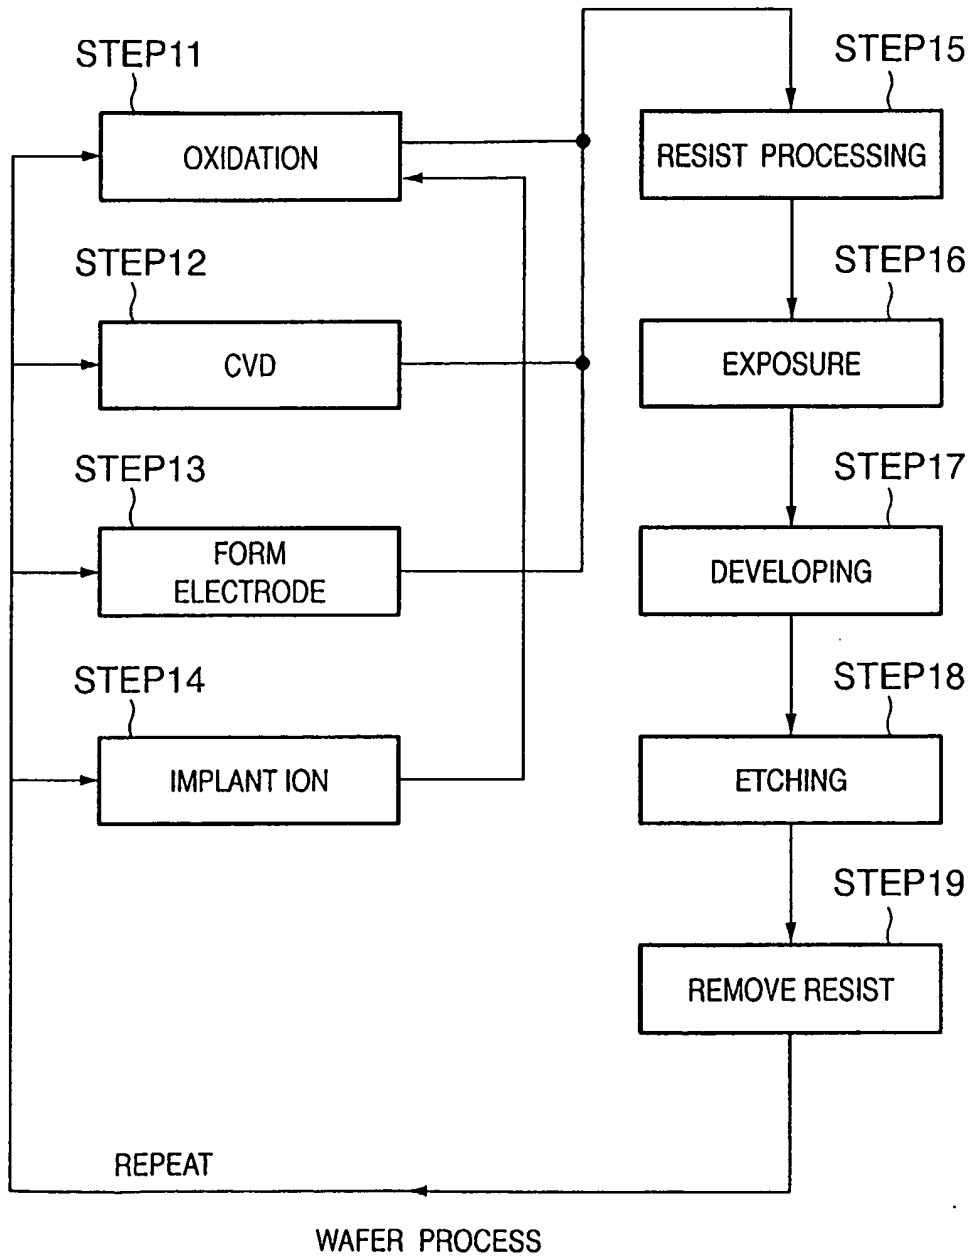 STEP11
OXIDATION
STEP12
CVD
STEP13
FORM
ELECTRODE
STEP14
IMPLANT ION
STEP15
RESIST PROCESSING
STEP16
EXPOSURE
STEP17
DEVELOPING
STEP18
ETCHING
STEP19
REMOVE RESIST
REPEAT
WAFER PROCESS